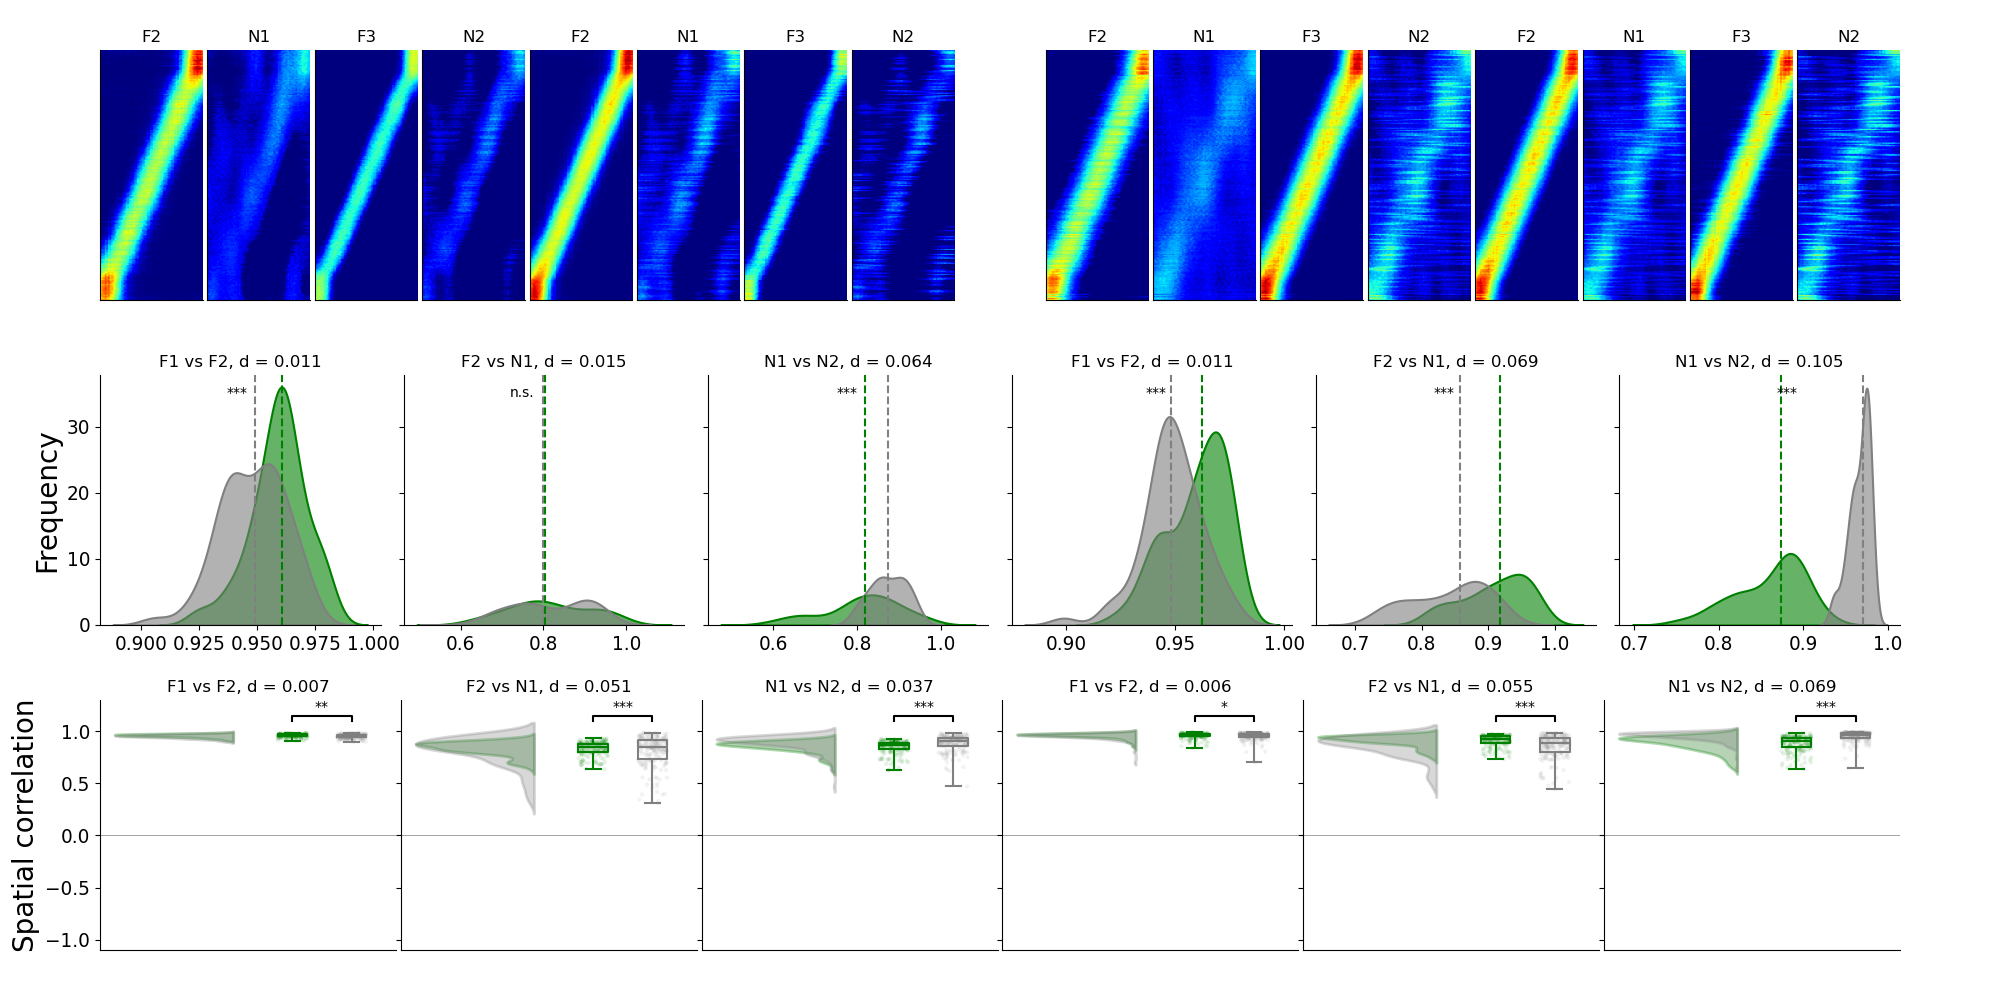 F2 N1 F3 N2 F2 N1 F3 N2 F2 N1 F3 N2 F2 N1 F3 N2
F1 vs F2, d = 0.011
F2 vs N1, d = 0.015
N1 vs N2, d = 0.064
F1 vs F2, d = 0.011
F2 vs N1, d = 0.069
N1 vs N2, d = 0.105
*** n.s. *** *** *** ***
Frequency
30
20
10
0
0.900 0.925 0.950 0.975 1.000
0.6 0.8 1.0
0.6 0.8 1.0
0.90 0.95 1.00
0.7 0.8 0.9 1.0
0.7 0.8 0.9 1.0
F1 vs F2, d = 0.007
F2 vs N1, d = 0.051
N1 vs N2, d = 0.037
F1 vs F2, d = 0.006
F2 vs N1, d = 0.055
N1 vs N2, d = 0.069
** *** *** * *** ***
Spatial correlation
1.0
0.5
0.0
−0.5
−1.0